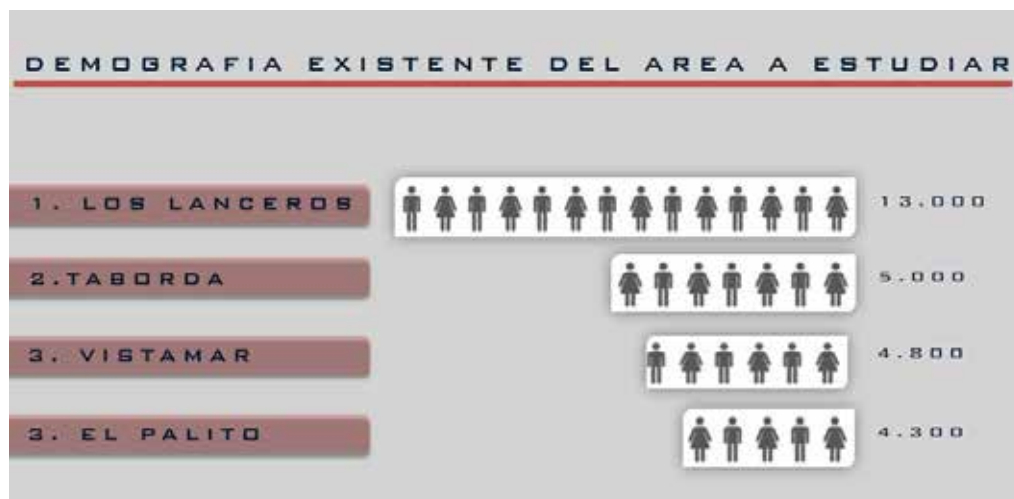 DEMOGRAFIA EXISTENTE DEL AREA A ESTUDIAR
1. LOS LANCEROS 13.000
2.TABORDA 5.000
3. VISTAMAR 4.800
3. EL PALITO 4.300